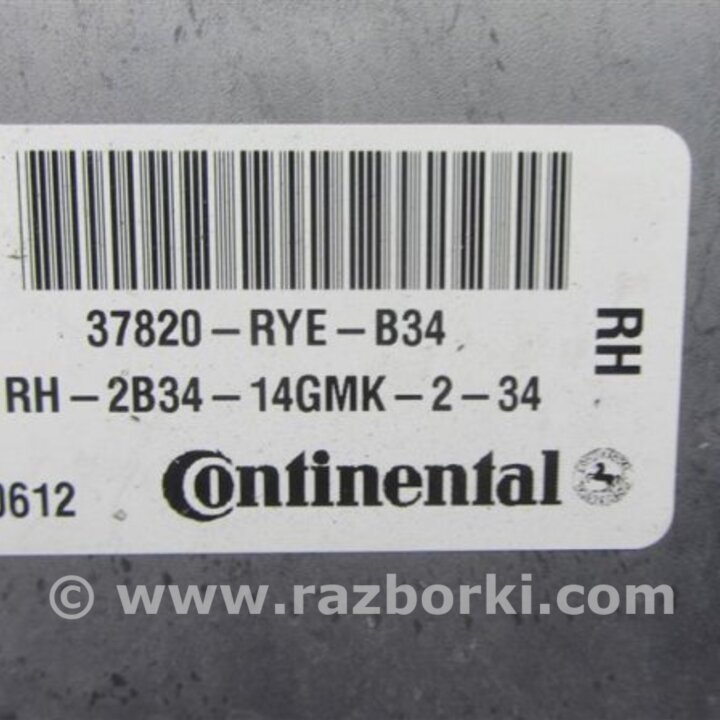 37820-RYE-B34
RH-2B34-14GMK-2-34
RH
0612
Continental
© www.razborki.com